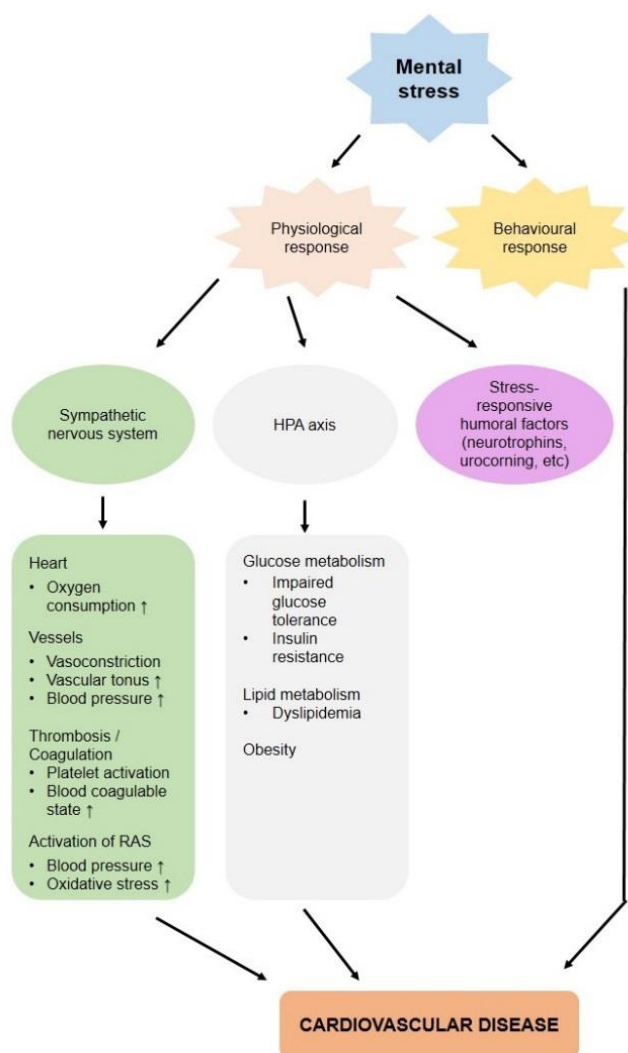 Mental
stress
Physiological
response
Behavioural
response
Sympathetic
nervous system
HPA axis
Stress-
responsive
humoral factors
(neurotrophins,
urocorning, etc)
Heart
• Oxygen
consumption ↑
Vessels
• Vasoconstriction
• Vascular tonus ↑
• Blood pressure ↑
Thrombosis /
Coagulation
• Platelet activation
• Blood coagulable
state ↑
Activation of RAS
• Blood pressure ↑
• Oxidative stress ↑
Glucose metabolism
• Impaired
glucose
tolerance
• Insulin
resistance
Lipid metabolism
• Dyslipidemia
Obesity
CARDIOVASCULAR DISEASE